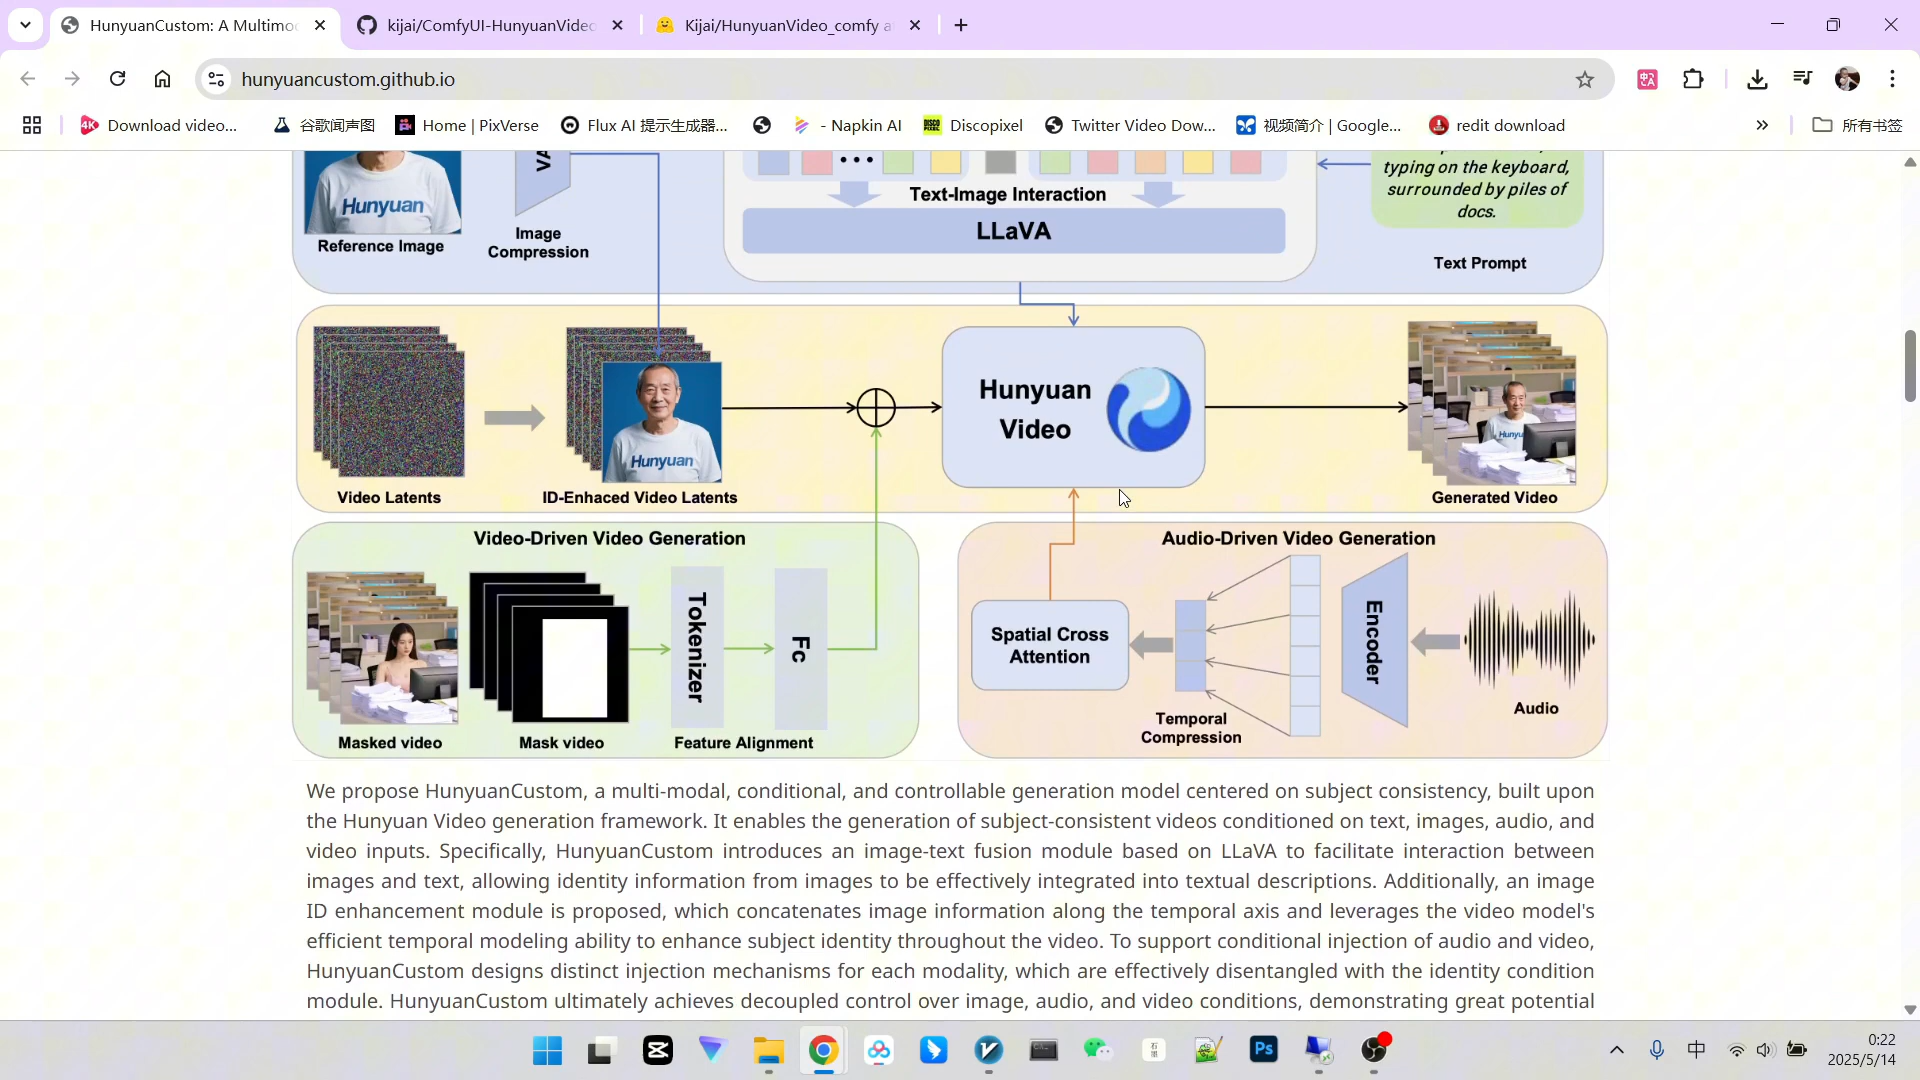 HunyuanCustom: A Multimo
kijai/ComfyUI-HunyuanVideo
Kijai/HunyuanVideo_comfy a
hunyuancustom.github.io
Download video...
谷歌闻声图
Home | PixVerse
Flux AI 提示生成器...
- Napkin AI
Discopixel
Twitter Video Dow...
视频简介 | Google...
redit download
所有书签
typing on the keyboard,
surrounded by piles of
docs.
Hunyuan
Text-Image Interaction
LLaVA
Reference Image
Image
Compression
Text Prompt
Hunyuan
Video
Hunyuan
Video Latents
ID-Enhaced Video Latents
Generated Video
Video-Driven Video Generation
Tokenizer
Fc
Masked video
Mask video
Feature Alignment
Audio-Driven Video Generation
Spatial Cross
Attention
Encoder
Temporal
Compression
Audio
We propose HunyuanCustom, a multi-modal, conditional, and controllable generation model centered on subject consistency, built upon
the Hunyuan Video generation framework. It enables the generation of subject-consistent videos conditioned on text, images, audio, and
video inputs. Specifically, HunyuanCustom introduces an image-text fusion module based on LLaVA to facilitate interaction between
images and text, allowing identity information from images to be effectively integrated into textual descriptions. Additionally, an image
ID enhancement module is proposed, which concatenates image information along the temporal axis and leverages the video model's
efficient temporal modeling ability to enhance subject identity throughout the video. To support conditional injection of audio and video,
HunyuanCustom designs distinct injection mechanisms for each modality, which are effectively disentangled with the identity condition
module. HunyuanCustom ultimately achieves decoupled control over image, audio, and video conditions, demonstrating great potential
中
0:22
2025/5/14